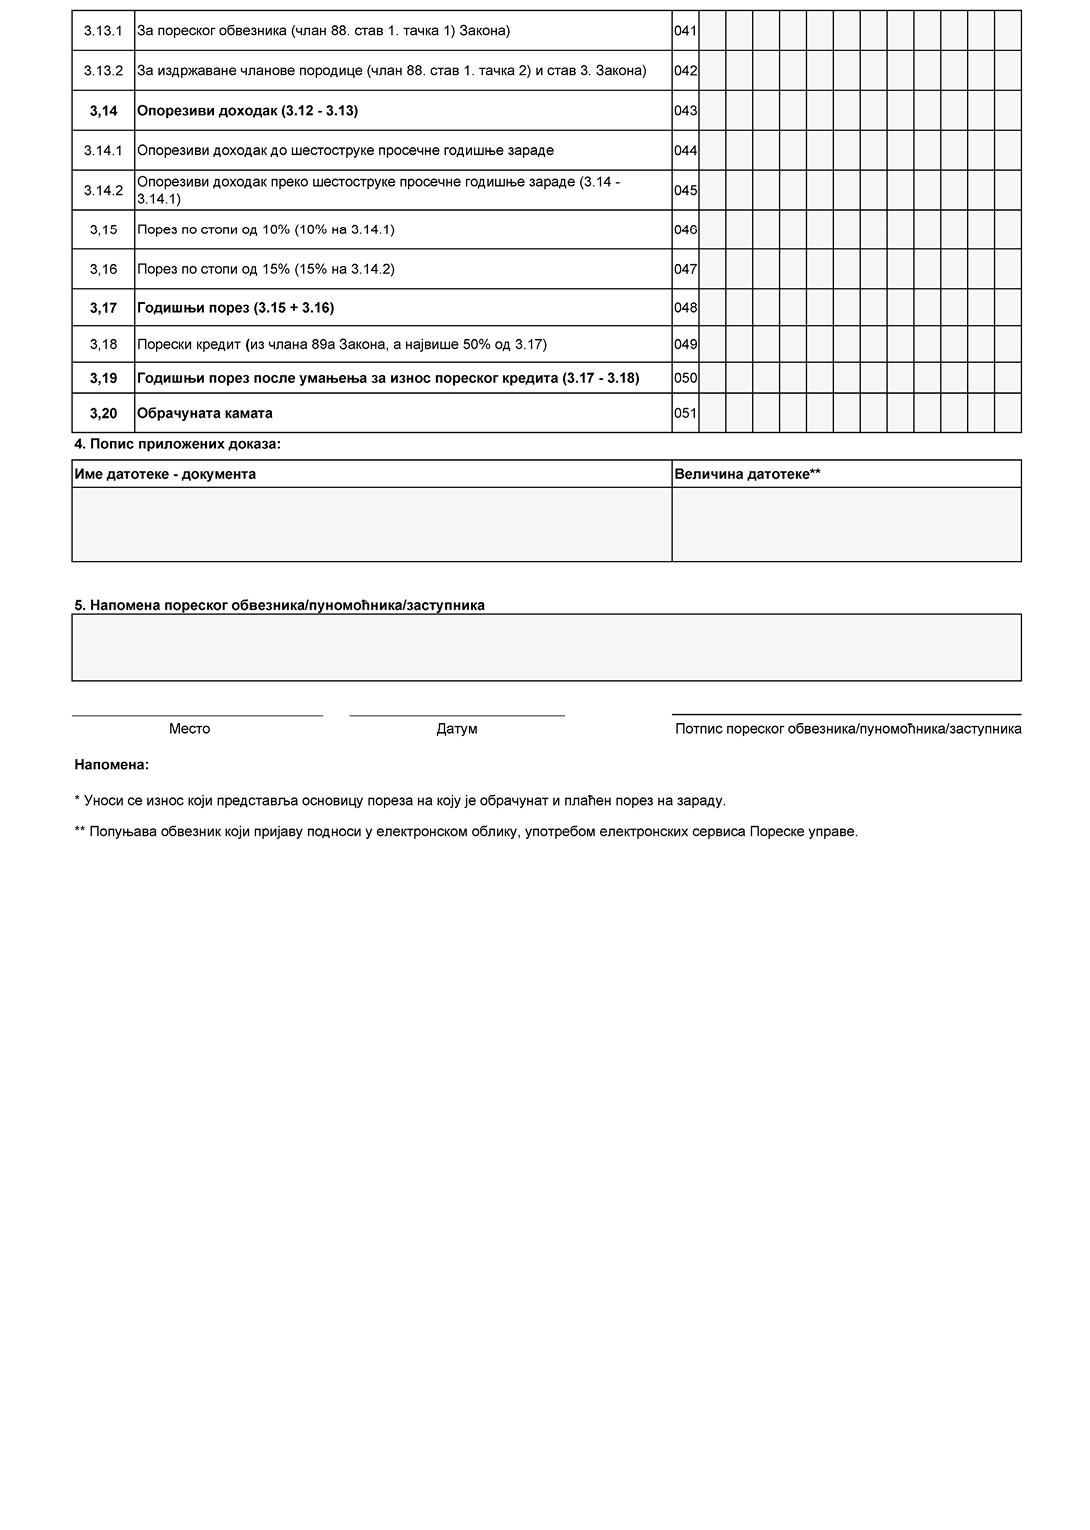 3.13.1 За пореског обвезника (члан 88. став 1. тачка 1) Закона) 041
3.13.2 За издржаване чланове породице (члан 88. став 1. тачка 2) и став 3. Закона) 042
3,14 Опорезиви доходак (3.12 - 3.13) 043
3.14.1 Опорезиви доходак до шестоструке просечне годишње зараде 044
3.14.2 Опорезиви доходак преко шестоструке просечне годишње зараде (3.14 -
3.14.1) 045
3,15 Порез по стопи од 10% (10% на 3.14.1) 046
3,16 Порез по стопи од 15% (15% на 3.14.2) 047
3,17 Годишњи порез (3.15 + 3.16) 048
3,18 Порески кредит (из члана 89а Закона, а највише 50% од 3.17) 049
3,19 Годишњи порез после умањења за износ пореског кредита (3.17 - 3.18) 050
3,20 Обрачуната камата 051
4. Попис приложених доказа:
Име датотеке - документа Величина датотеке**
5. Напомена пореског обвезника/пуномоћника/заступника
Место Датум Потпис пореског обвезника/пуномоћника/заступника
Напомена:
* Уноси се износ који представља основицу пореза на коју је обрачунат и плаћен порез на зараду.
** Попуњава обвезник који пријаву подноси у електронском облику, употребом електронских сервиса Пореске управе.